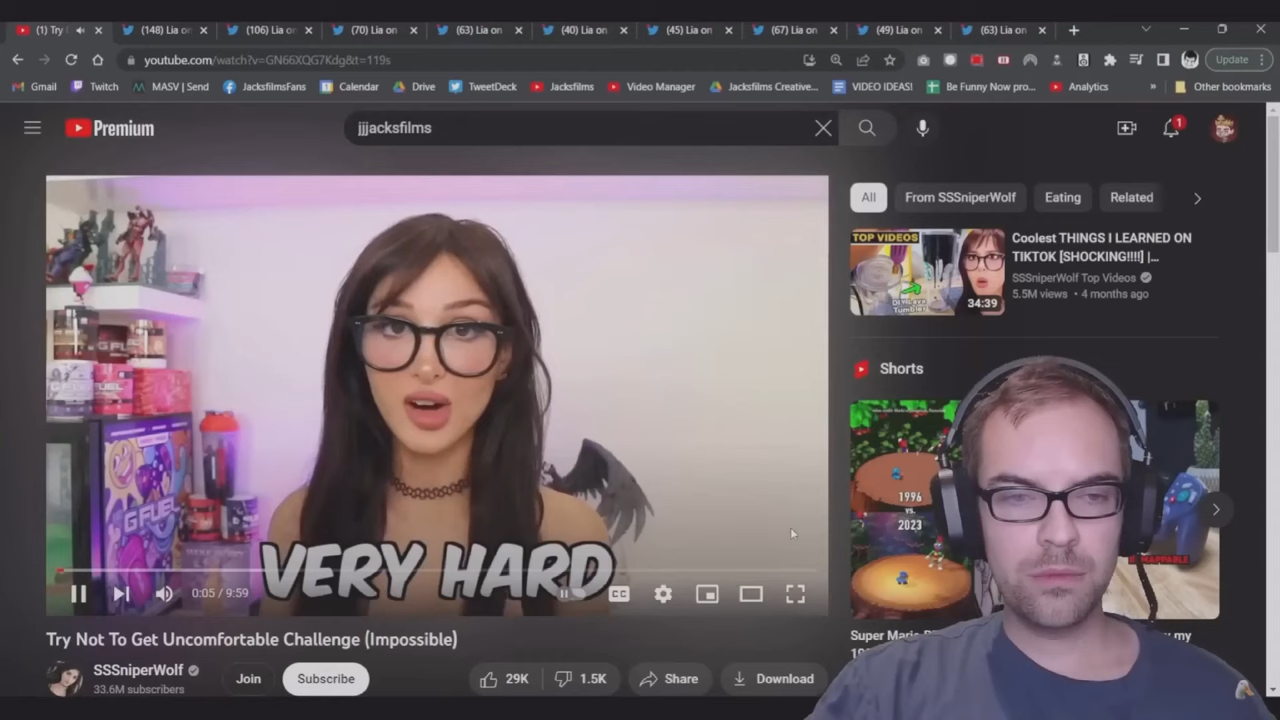 (1) Try
(148) Lia o
(106) Lia on
(70) Lia on
(63) Lia on
(40) Lia on
(45) Lia on
(67) Lia on
(49) Lia on
(63) Lia on
youtube.com/watch?v=GN66XQG7Kdg&t=119s
Update
Gmail
Twitch
MASV | Send
JacksfilmsFans
Calendar
Drive
TweetDeck
Jacksfilms
Video Manager
Jacksfilms Creative...
VIDEO IDEAS!
Be Funny Now pro...
Analytics
»
Other bookmarks
Premium
jjjacksfilms
1
All
From SSSniperWolf
Eating
Related
TOP VIDEOS
Tumbler
34:39
Coolest THINGS I LEARNED ON
TIKTOK [SHOCKING!!!!] |...
SSSniperWolf Top Videos
5.5M views • 4 months ago
Shorts
1996
vs.
2023
Super Mario
my
G FUEL
VERY HARD
0:05 / 9:59
CC
Try Not To Get Uncomfortable Challenge (Impossible)
SSSniperWolf
33.6M subscribers
Join
Subscribe
29K
1.5K
Share
Download